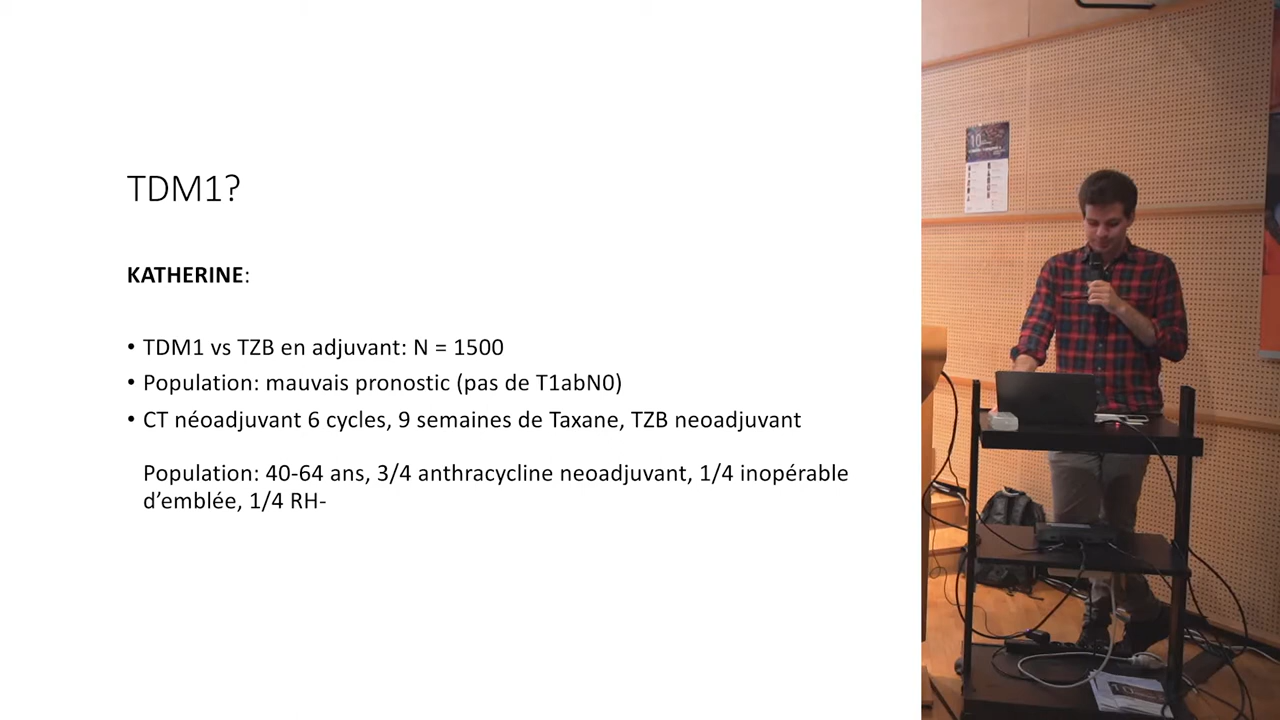 TDM1?
KATHERINE:
• TDM1 vs TZB en adjuvant: N = 1500
• Population: mauvais pronostic (pas de T1abN0)
• CT néoadjuvant 6 cycles, 9 semaines de Taxane, TZB neoadjuvant
Population: 40-64 ans, 3/4 anthracycline neoadjuvant, 1/4 inopérable
d’emblée, 1/4 RH-
10